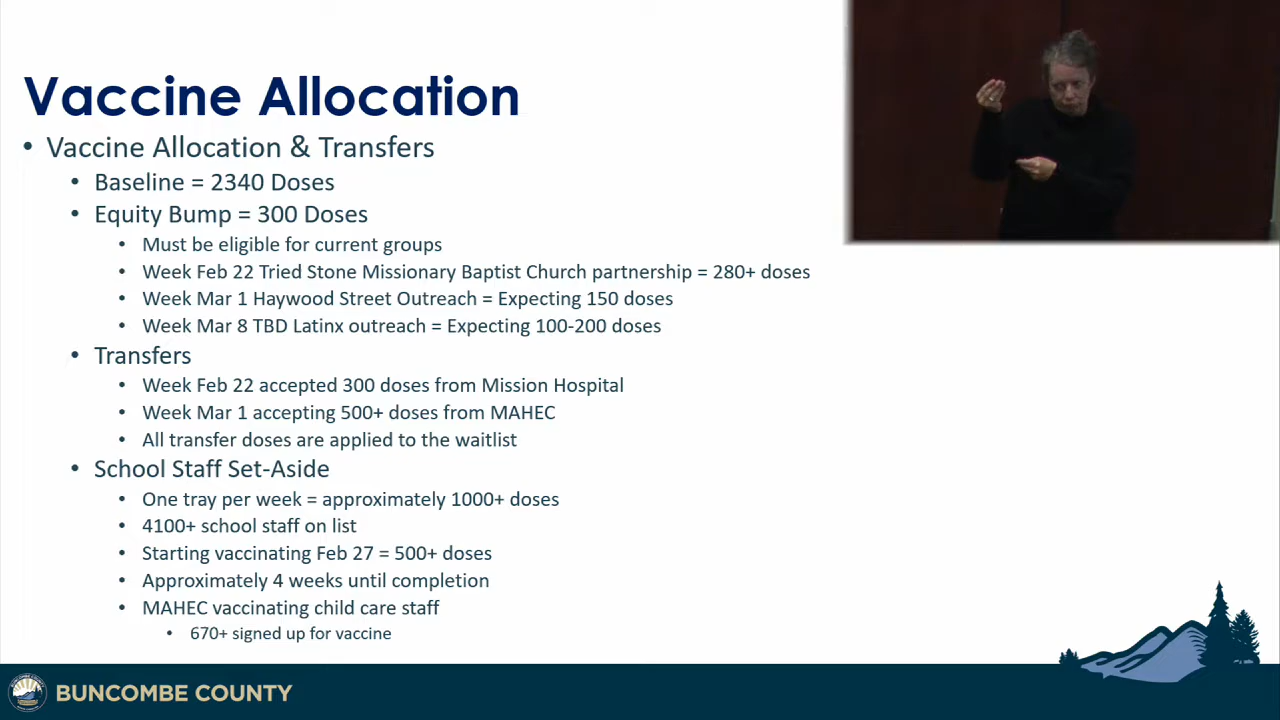 Vaccine Allocation
• Vaccine Allocation & Transfers
• Baseline = 2340 Doses
• Equity Bump = 300 Doses
• Must be eligible for current groups
• Week Feb 22 Tried Stone Missionary Baptist Church partnership = 280+ doses
• Week Mar 1 Haywood Street Outreach = Expecting 150 doses
• Week Mar 8 TBD Latinx outreach = Expecting 100-200 doses
• Transfers
• Week Feb 22 accepted 300 doses from Mission Hospital
• Week Mar 1 accepting 500+ doses from MAHEC
• All transfer doses are applied to the waitlist
• School Staff Set-Aside
• One tray per week = approximately 1000+ doses
• 4100+ school staff on list
• Starting vaccinating Feb 27 = 500+ doses
• Approximately 4 weeks until completion
• MAHEC vaccinating child care staff
• 670+ signed up for vaccine
BUNCOMBE COUNTY